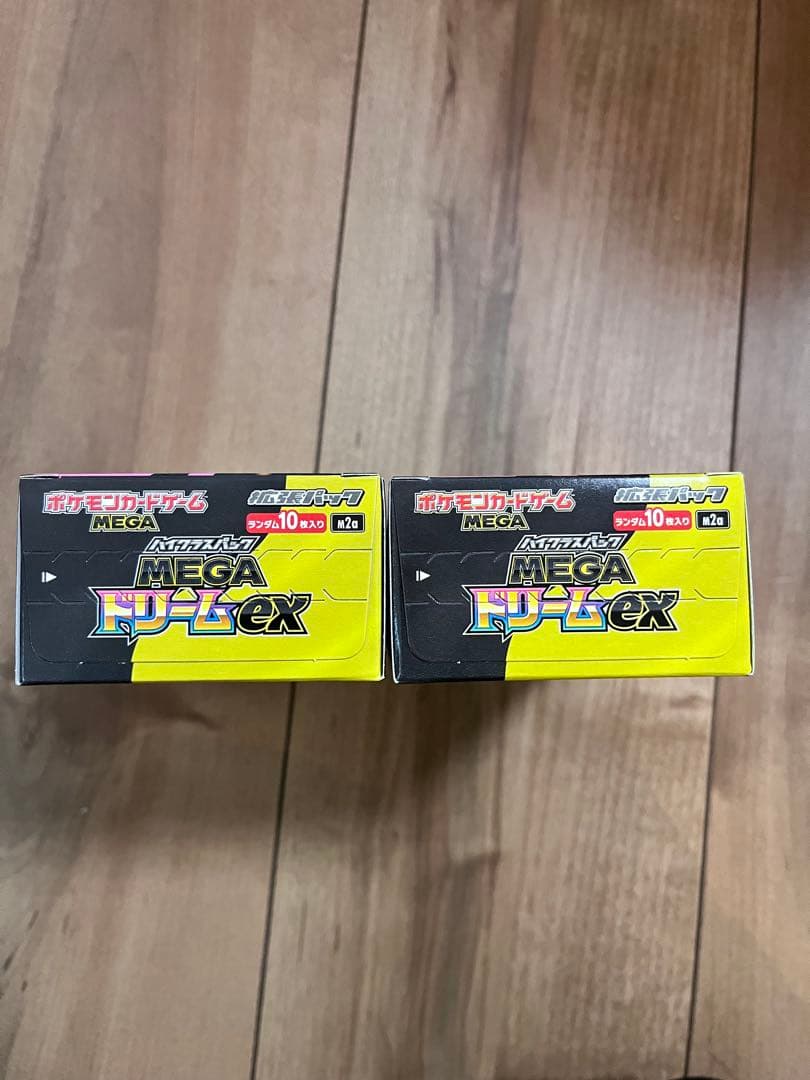 ポケモンカードゲーム
MEGA
拡張パック
ランダム10枚入り
M2a
ハイクラスパック
MEGA
ドリームex
ポケモンカードゲーム
MEGA
拡張パック
ランダム10枚入り
M2a
ハイクラスパック
MEGA
ドリームex